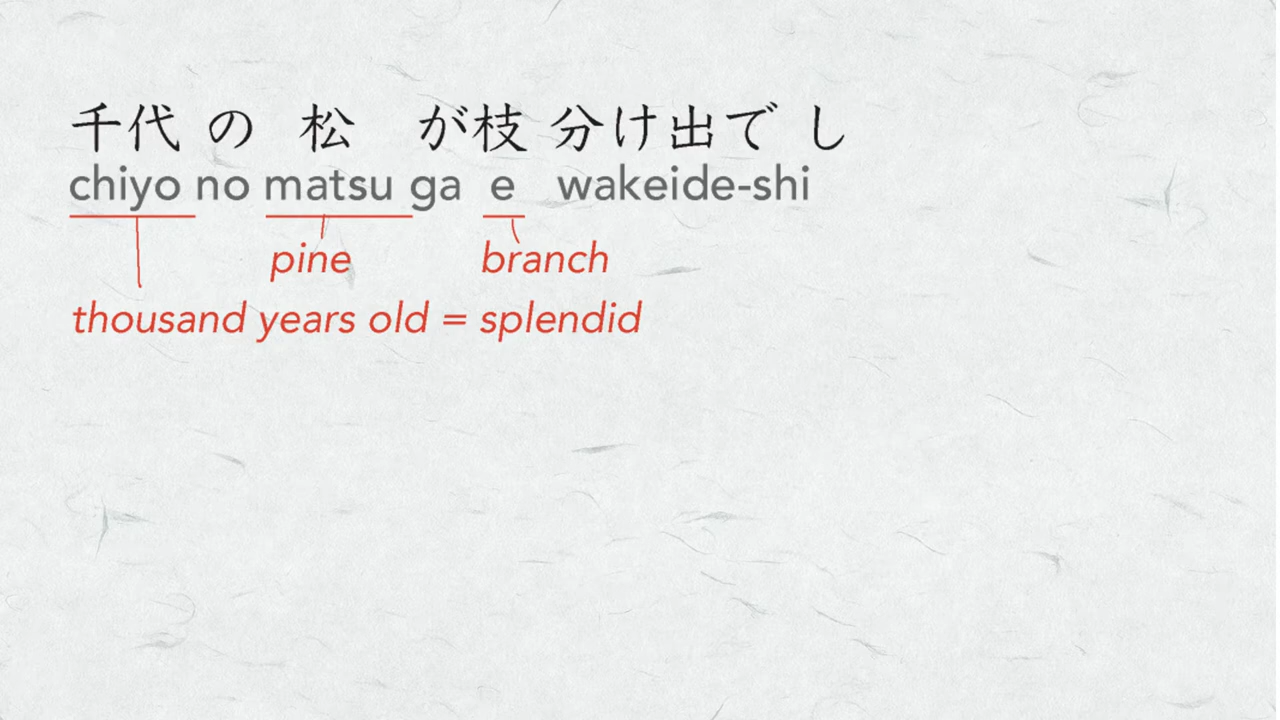 千代 の 松 が枝 分け出で し
chiyo no matsu ga e wakeide-shi
pine branch
thousand years old = splendid